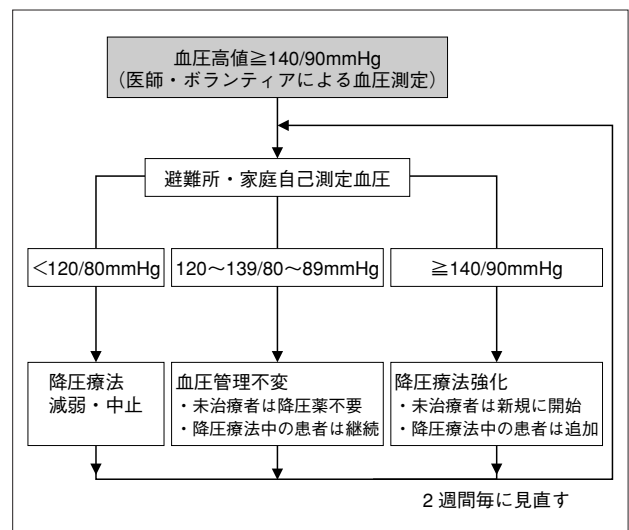 血圧高値≧140/90mmHg
（医師・ボランティアによる血圧測定）
避難所・家庭自己測定血圧
＜120/80mmHg
120～139/80～89mmHg
≧140/90mmHg
降圧療法
減弱・中止
血圧管理不変
・未治療者は降圧薬不要
・降圧療法中の患者は継続
降圧療法強化
・未治療者は新規に開始
・降圧療法中の患者は追加
2週間毎に見直す